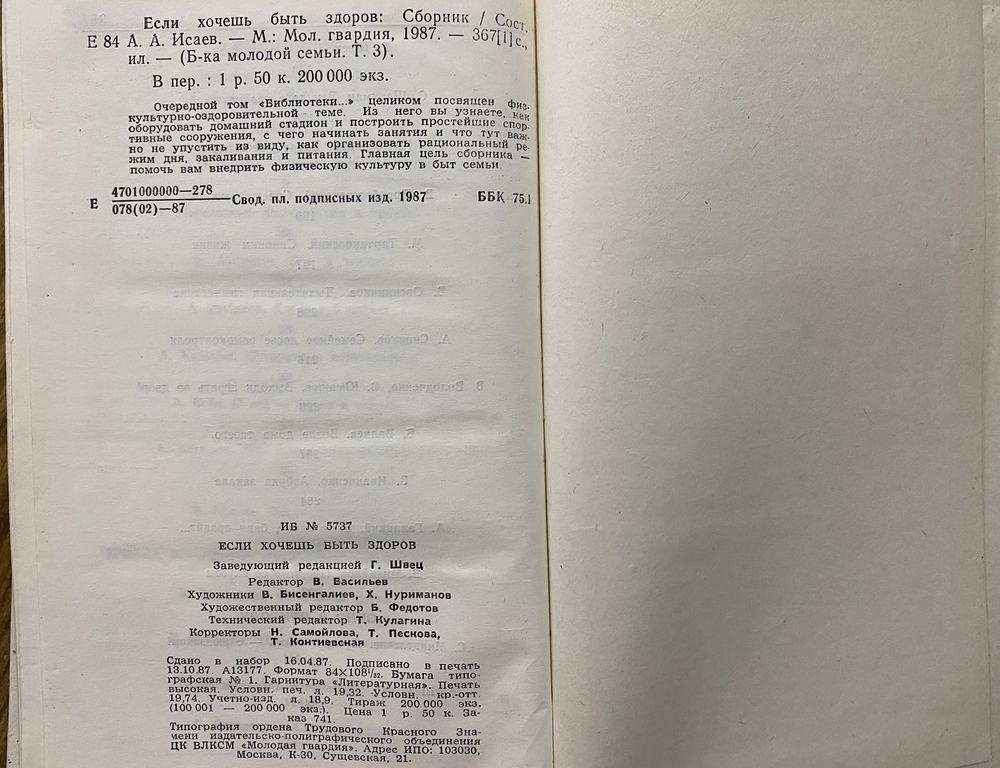 Если хочешь быть здоров: Сборник / Сост.
Е 84 А. А. Исаев. — М.: Мол. гвардия, 1987. — 367[1] с.,
ил. — (Б-ка молодой семьи. Т. 3).
В пер. : 1 р. 50 к. 200 000 экз.
Очередной том «Библиотеки...» целиком посвящен физ-
культурно-оздоровительной теме. Из него вы узнаете, как
оборудовать домашний стадион и построить простейшие спор-
тивные сооружения, с чего начинать занятия и что тут важ-
но не упустить из виду, как организовать рациональный ре-
жим дня, закаливания и питания. Главная цель сборника —
помочь вам внедрить физическую культуру в быт семьи.
Е 4701000000—278
078(02)—87
Свод. пл. подписных изд. 1987 ББК 75.1
ИБ № 5737
ЕСЛИ ХОЧЕШЬ БЫТЬ ЗДОРОВ
Заведующий редакцией Г. Швец
Редактор В. Васильев
Художники В. Бисенгалиев, Х. Нуриманов
Художественный редактор Б. Федотов
Технический редактор Т. Кулагина
Корректоры Н. Самойлова, Т. Пескова,
Т. Контиевская
Сдано в набор 16.04.87. Подписано в печать
13.10.87. А13177. Формат 84Х108¹/₃₂. Бумага типо-
графская № 1. Гарнитура «Литературная». Печать
высокая. Условн. печ. л. 19,32. Условн. кр.-отт.
19,74. Учетно-изд. л. 18,9. Тираж 200 000 экз.
(100 001 — 200 000 экз.). Цена 1 р. 50 к. За-
каз 741.
Типография ордена Трудового Красного Зна-
мени издательско-полиграфического объединения
ЦК ВЛКСМ «Молодая гвардия». Адрес ИПО: 103030,
Москва, К-30, Сущевская, 21.